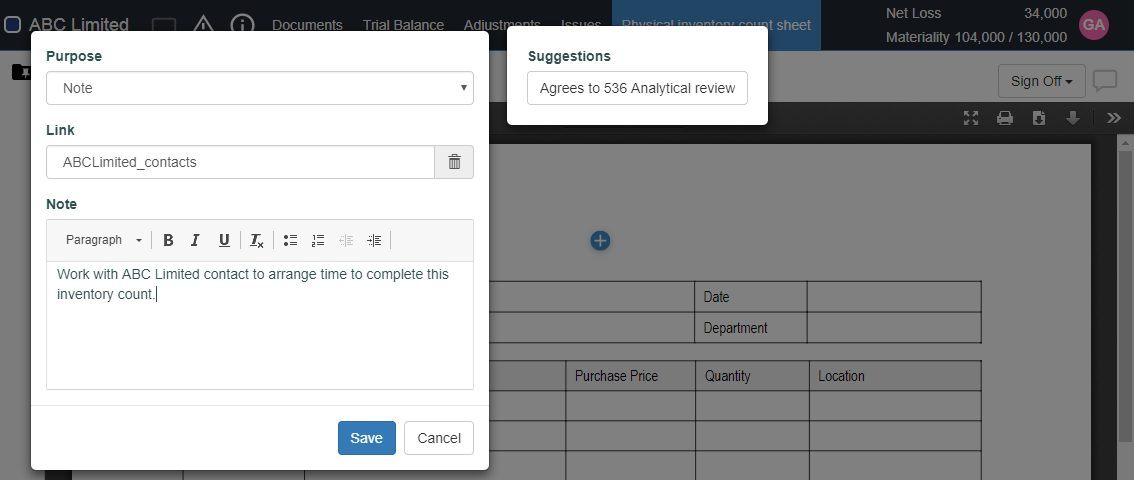 ABC Limited
Documents
Trial Balance
Adjustments
Issues
Physical inventory count sheet
Net Loss 34,000
Materiality 104,000 / 130,000
GA
Purpose
Note
Link
ABCLimited_contacts
Note
Paragraph B I U Tx
Work with ABC Limited contact to arrange time to complete this
inventory count.
Save Cancel
Suggestions
Agrees to 536 Analytical review
Sign Off
Date
Department
Purchase Price Quantity Location